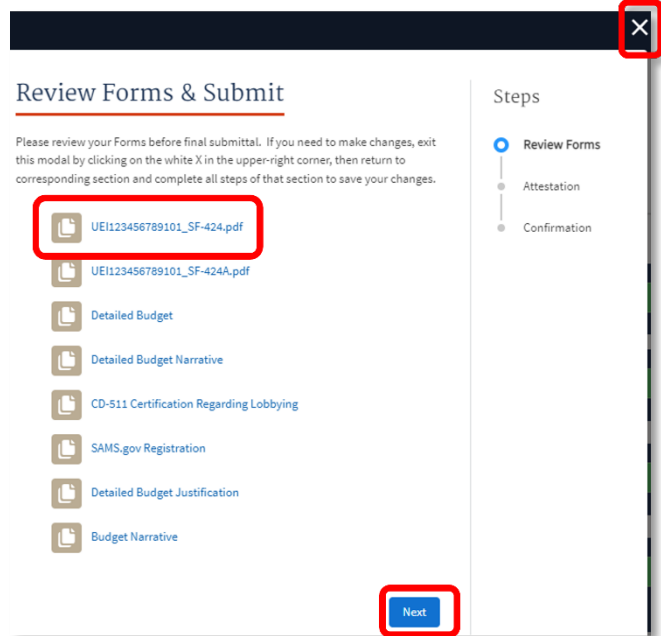 Review Forms & Submit
Please review your Forms before final submittal. If you need to make changes, exit
this modal by clicking on the white X in the upper-right corner, then return to
corresponding section and complete all steps of that section to save your changes.
UEI123456789101_SF-424.pdf
UEI123456789101_SF-424A.pdf
Detailed Budget
Detailed Budget Narrative
CD-511 Certification Regarding Lobbying
SAMS.gov Registration
Detailed Budget Justification
Budget Narrative
Next
Steps
Review Forms
Attestation
Confirmation